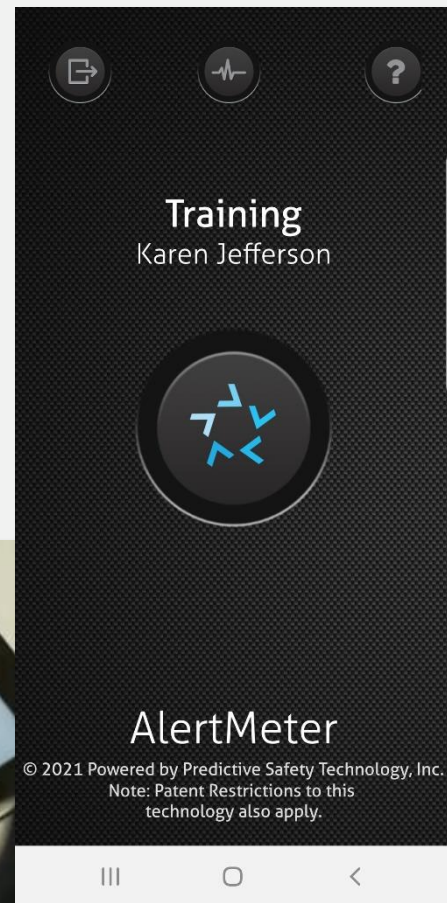 Training
Karen Jefferson
AlertMeter
© 2021 Powered by Predictive Safety Technology, Inc.
Note: Patent Restrictions to this
technology also apply.